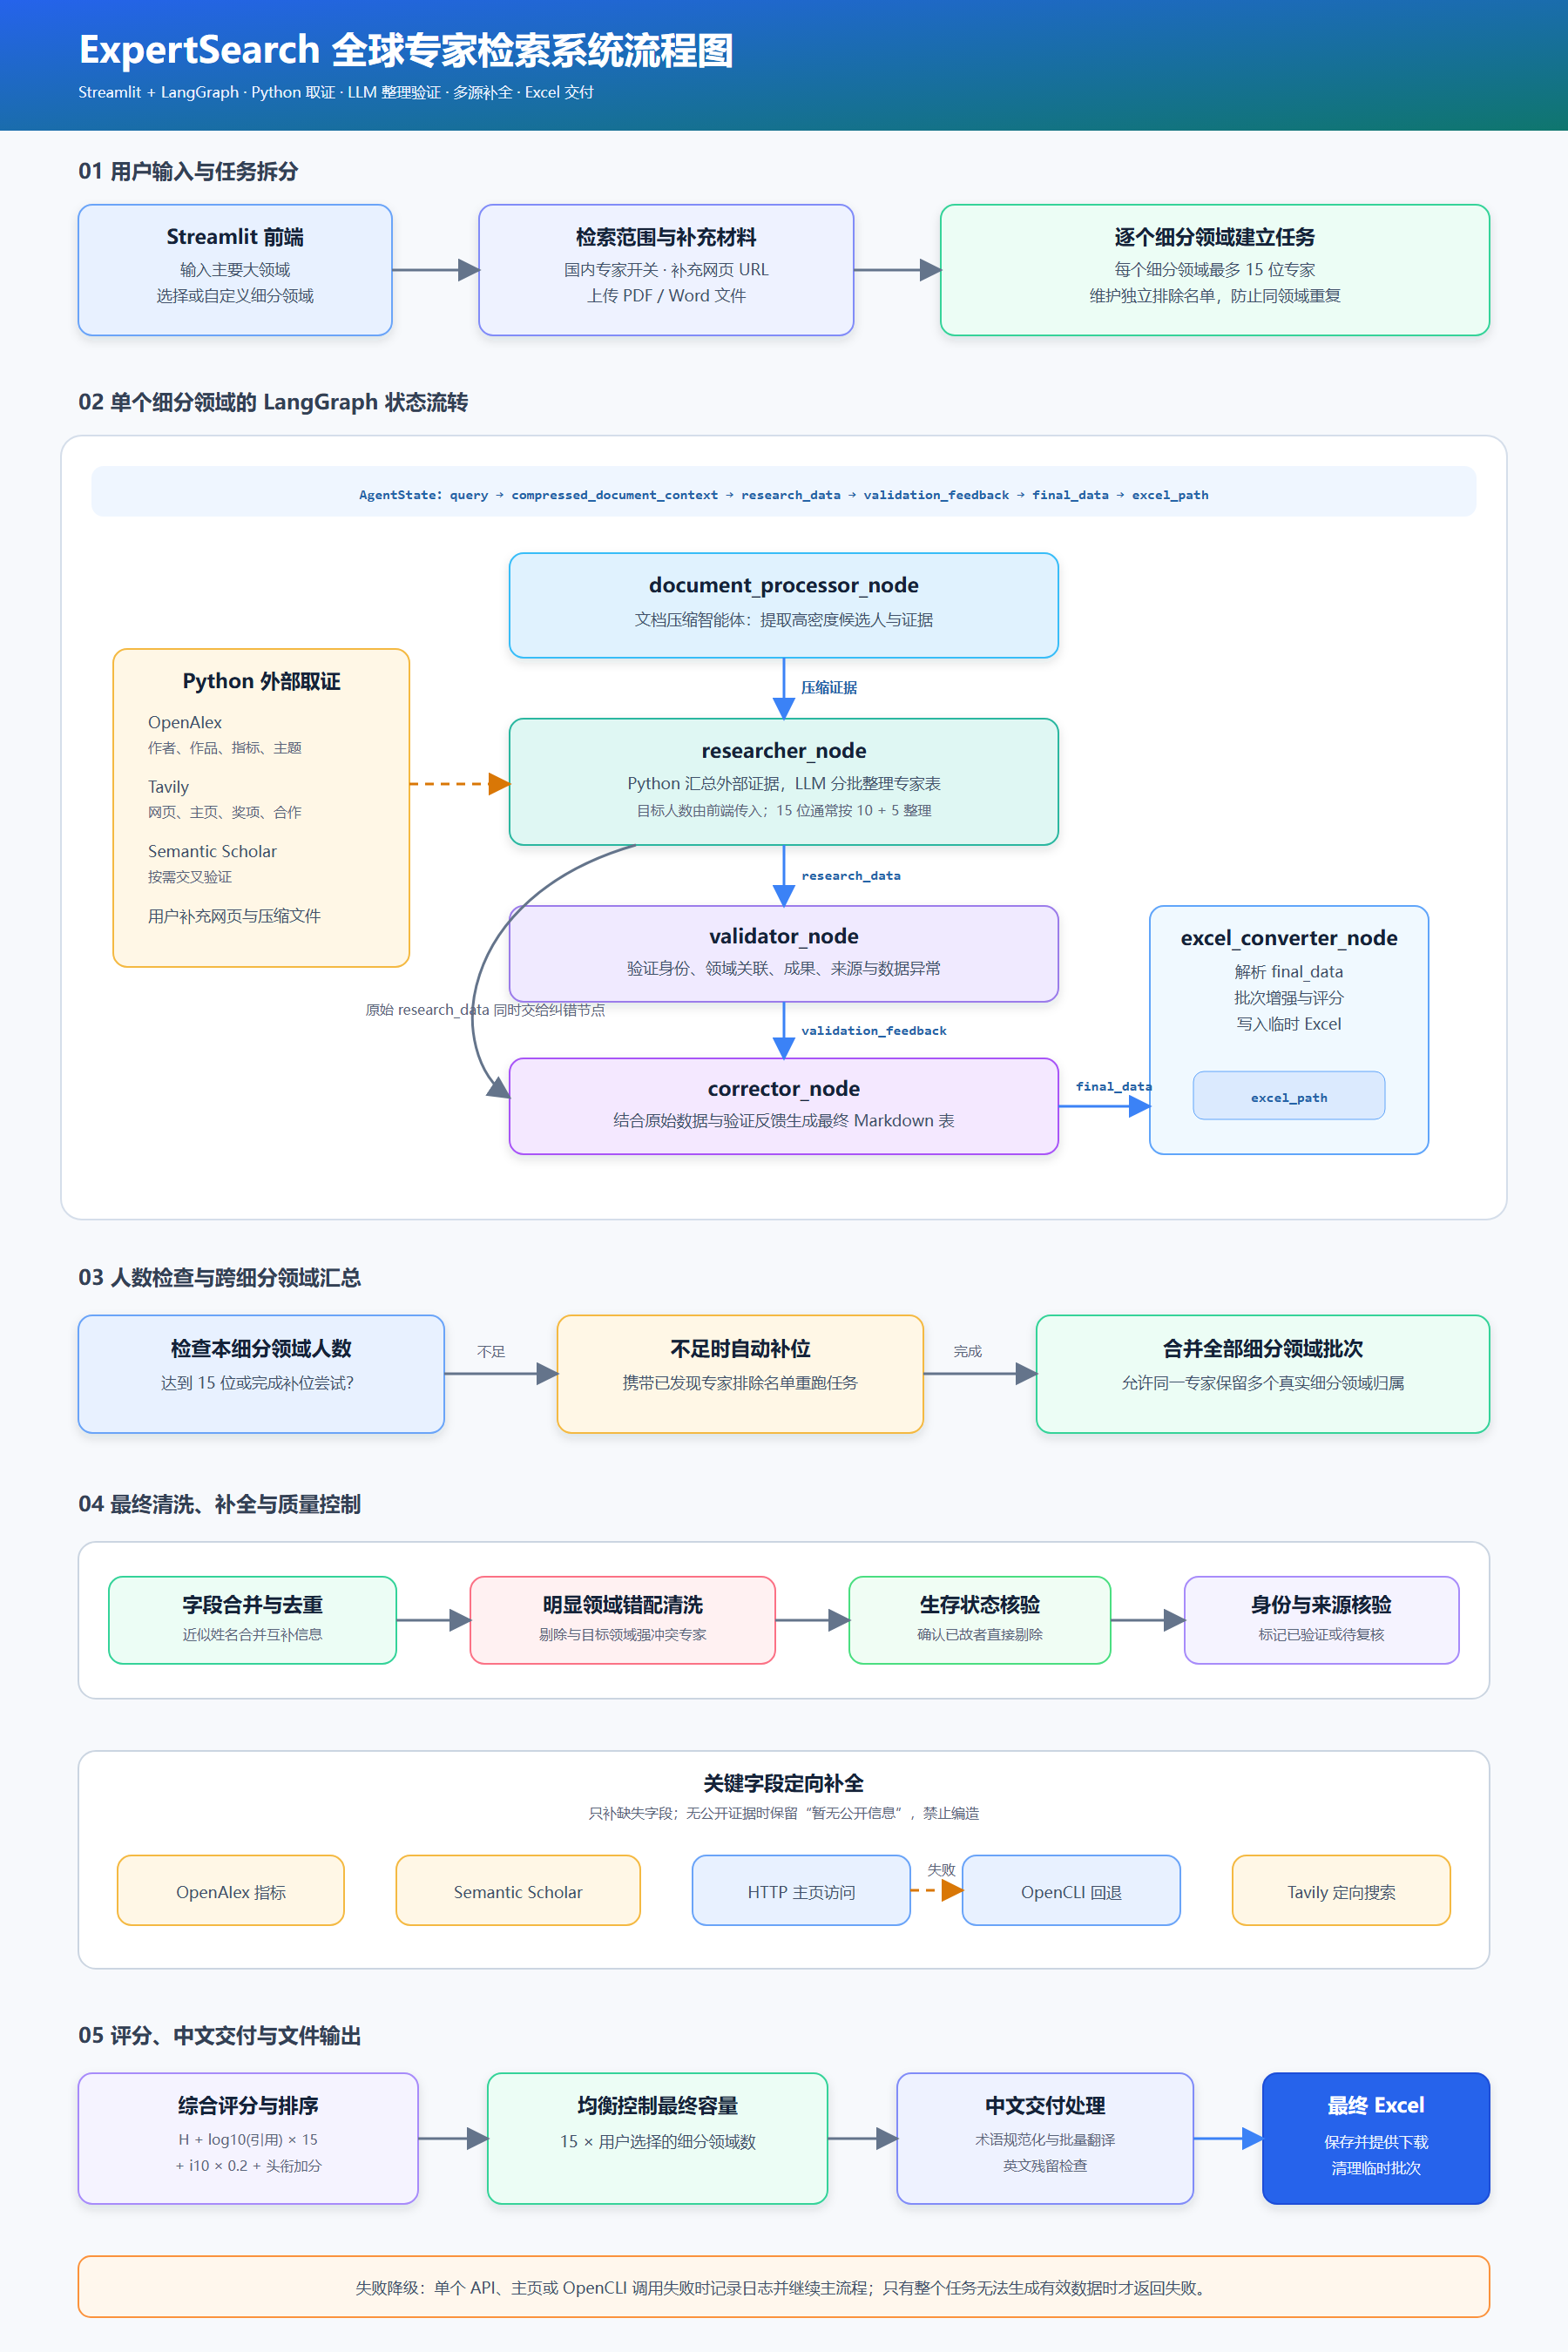 ExpertSearch 全球专家检索系统流程图
Streamlit + LangGraph · Python 取证 · LLM 整理验证 · 多源补全 · Excel 交付
01 用户输入与任务拆分
Streamlit 前端
输入主要大领域
选择或自定义细分领域
检索范围与补充材料
国内专家开关 · 补充网页 URL
上传 PDF / Word 文件
逐个细分领域建立任务
每个细分领域最多 15 位专家
维护独立排除名单，防止同领域重复
02 单个细分领域的 LangGraph 状态流转
AgentState: query → compressed_document_context → research_data → validation_feedback → final_data → excel_path
document_processor_node
文档压缩智能体：提取高密度候选人与证据
压缩证据
Python 外部取证
OpenAlex
作者、作品、指标、主题
Tavily
网页、主页、奖项、合作
Semantic Scholar
按需交叉验证
用户补充网页与压缩文件
researcher_node
Python 汇总外部证据，LLM 分批整理专家表
目标人数由前端传入；15 位通常按 10 + 5 整理
research_data
validator_node
验证身份、领域关联、成果、来源与数据异常
原始 research_data 同时交给纠错节点
validation_feedback
corrector_node
结合原始数据与验证反馈生成最终 Markdown 表
final_data
excel_converter_node
解析 final_data
批次增强与评分
写入临时 Excel
excel_path
03 人数检查与跨细分领域汇总
检查本细分领域人数
达到 15 位或完成补位尝试？
不足
不足时自动补位
携带已发现专家排除名单重跑任务
完成
合并全部细分领域批次
允许同一专家保留多个真实细分领域归属
04 最终清洗、补全与质量控制
字段合并与去重
近似姓名合并互补信息
明显领域错配清洗
剔除与目标领域强冲突专家
生存状态核验
确认已故者直接剔除
身份与来源核验
标记已验证或待复核
关键字段定向补全
只补缺失字段；无公开证据时保留“暂无公开信息”，禁止编造
OpenAlex 指标
Semantic Scholar
HTTP 主页访问
失败
OpenCLI 回退
Tavily 定向搜索
05 评分、中文交付与文件输出
综合评分与排序
H + log10(引用) × 15
+ i10 × 0.2 + 头衔加分
均衡控制最终容量
15 × 用户选择的细分领域数
中文交付处理
术语规范化与批量翻译
英文残留检查
最终 Excel
保存并提供下载
清理临时批次
失败降级：单个 API、主页或 OpenCLI 调用失败时记录日志并继续主流程；只有整个任务无法生成有效数据时才返回失败。